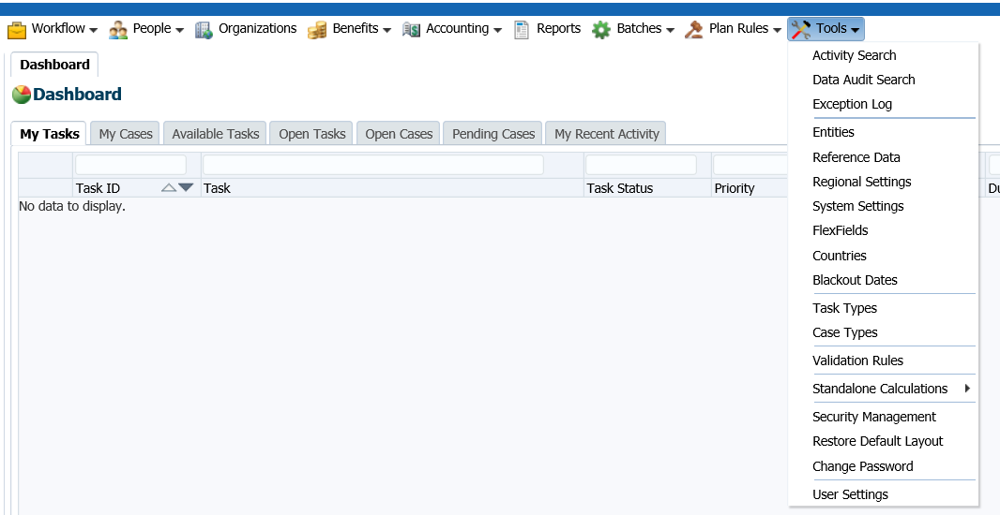 Workflow People Organizations Benefits Accounting Reports Batches Plan Rules Tools
Dashboard
Dashboard
My Tasks My Cases Available Tasks Open Tasks Open Cases Pending Cases My Recent Activity
Task ID Task Task Status Priority
No data to display.
Activity Search
Data Audit Search
Exception Log
Entities
Reference Data
Regional Settings
System Settings
FlexFields
Countries
Blackout Dates
Task Types
Case Types
Validation Rules
Standalone Calculations
Security Management
Restore Default Layout
Change Password
User Settings